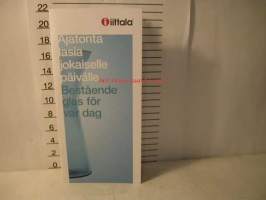 iittala
Ajatonta
lasia
jokaiselle
päivälle
Bestående
glas för
var dag
22
20
18
16
14
12
10
8
6
4
2
0